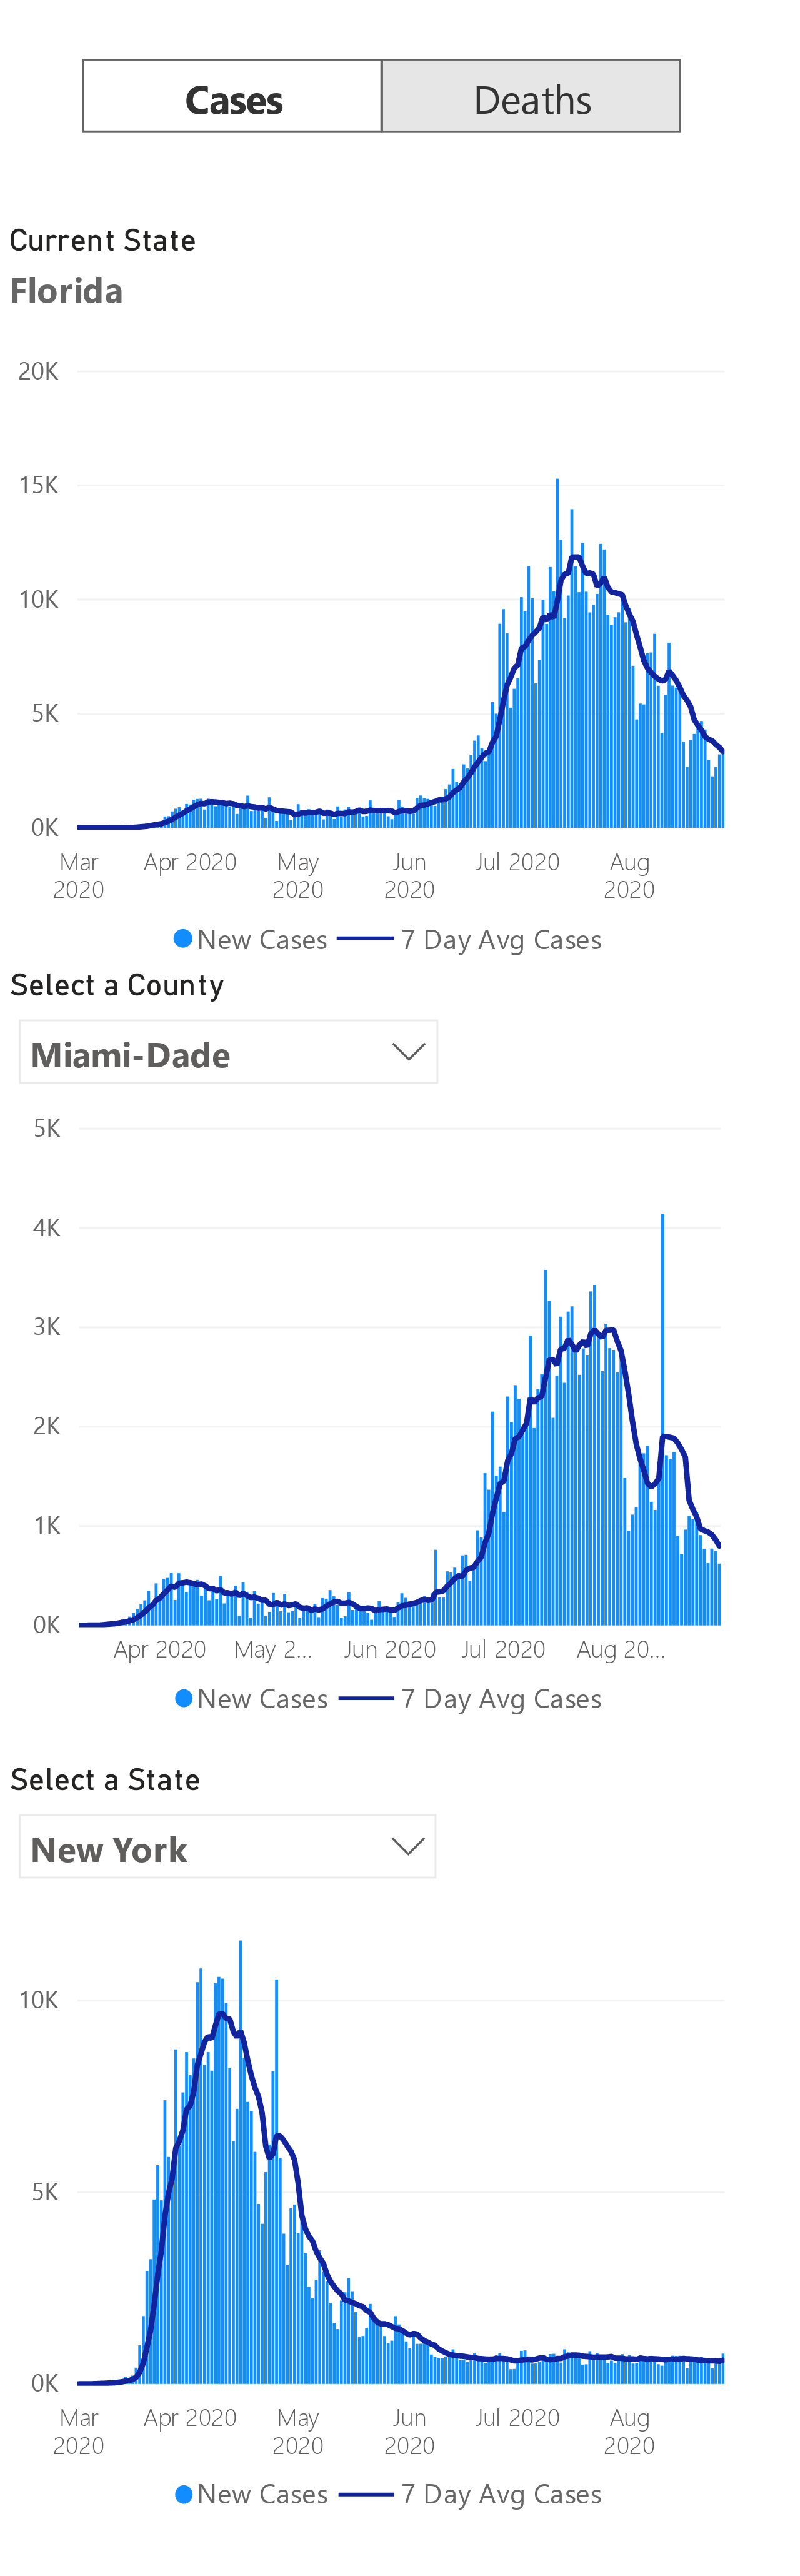 Cases Deaths
Current State
Florida
20K
15K
10K
5K
0K
Mar Apr 2020 May Jun Jul 2020 Aug
2020 2020 2020 2020
New Cases 7 Day Avg Cases
Select a County
Miami-Dade
5K
4K
3K
2K
1K
0K
Apr 2020 May 2... Jun 2020 Jul 2020 Aug 20...
New Cases 7 Day Avg Cases
Select a State
New York
10K
5K
0K
Mar Apr 2020 May Jun Jul 2020 Aug
2020 2020 2020 2020
New Cases 7 Day Avg Cases